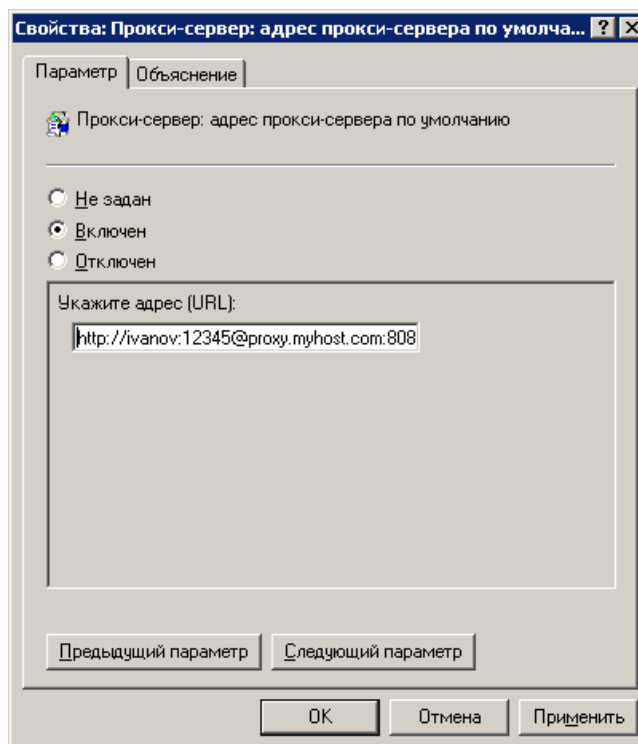 Свойства: Прокси-сервер: адрес прокси-сервера по умолча...
Параметр
Объяснение
Прокси-сервер: адрес прокси-сервера по умолчанию
Не задан
Включен
Отключен
Укажите адрес (URL):
http://ivanov:12345@proxy.myhost.com:808
Предыдущий параметр
Следующий параметр
OK
Отмена
Применить